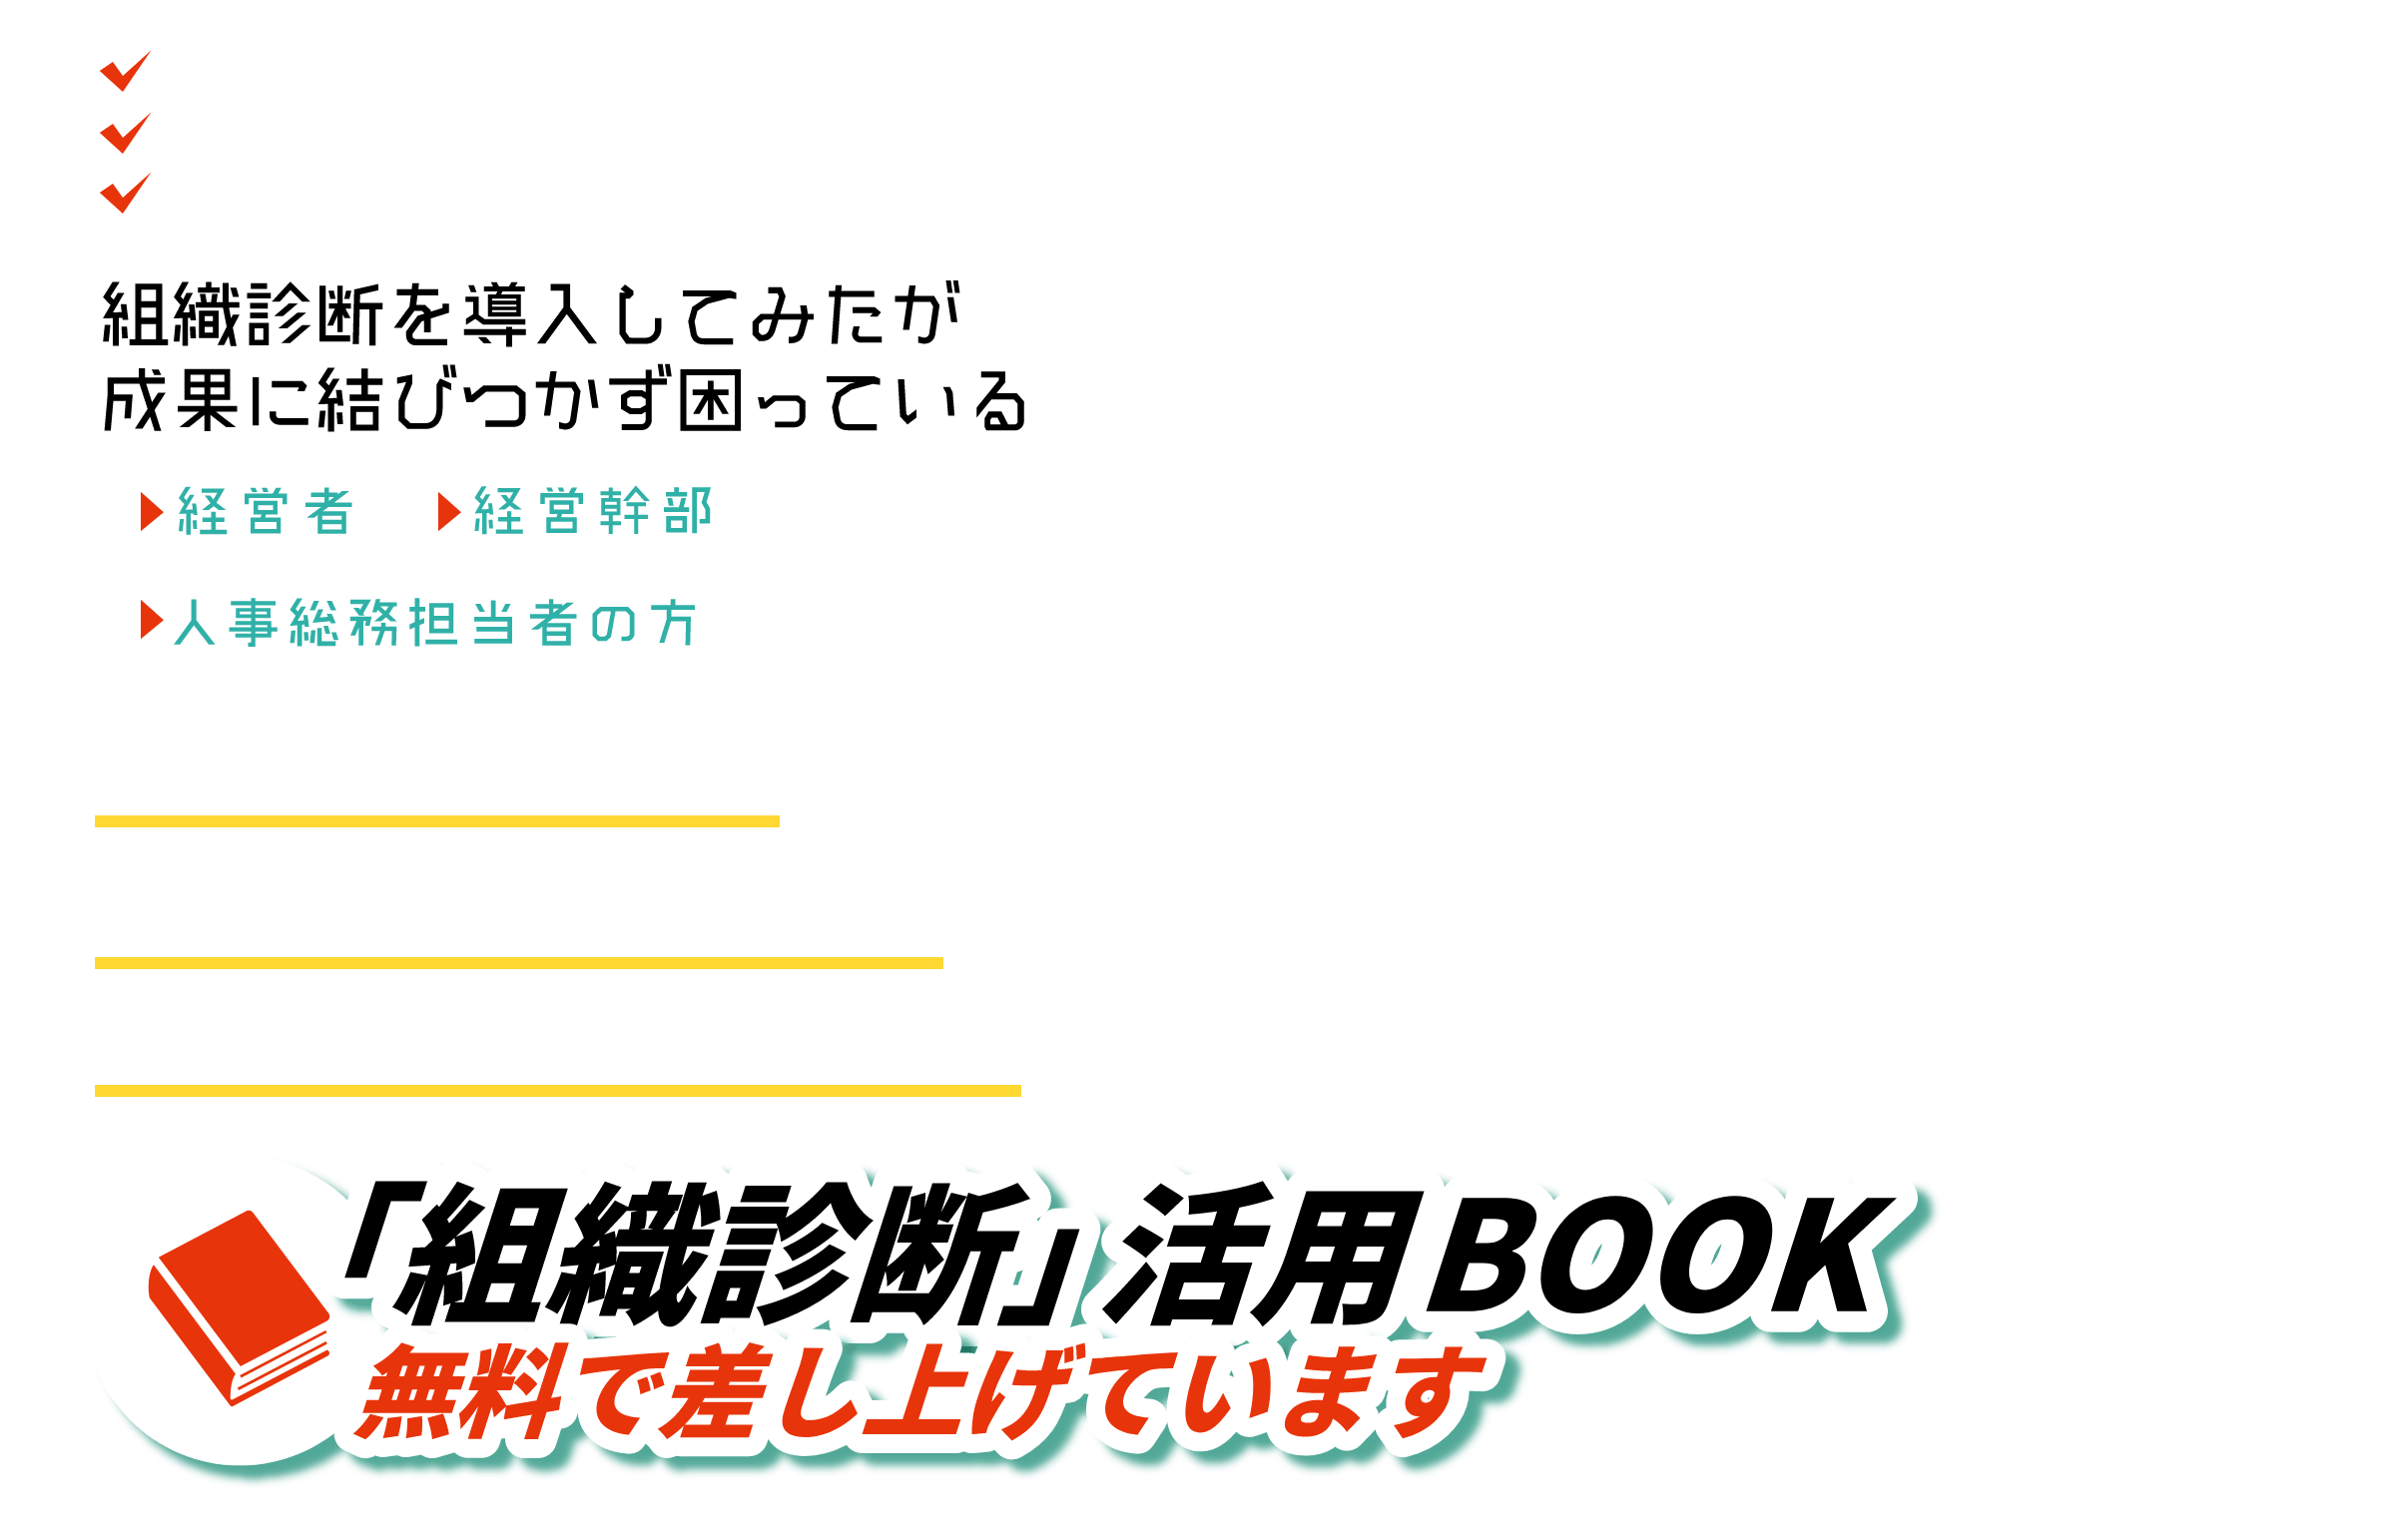 組織診断を導入してみたが
成果に結びつかず困っている
経営者 経営幹部
人事総務担当者の方
「組織診断」活用BOOK
無料で差し上げています